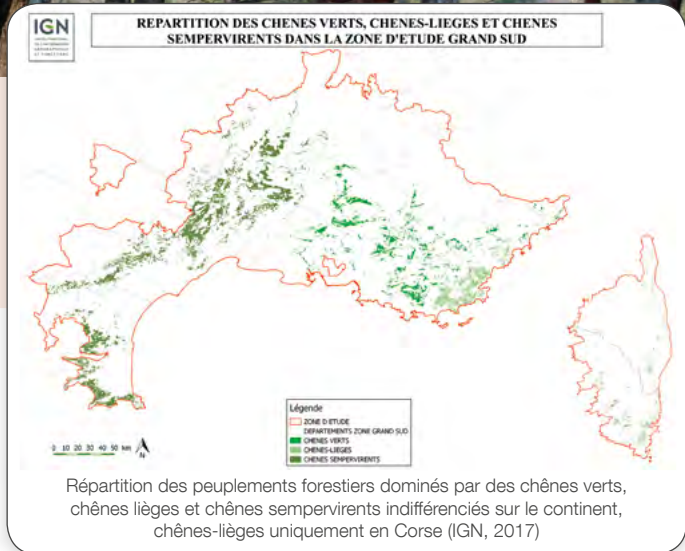 IGN
REPARTITION DES CHENES VERTS, CHENES-LIEGES ET CHENES
SEMPERVIRENTS DANS LA ZONE D'ETUDE GRAND SUD
Légende
ZONE D'ETUDE
DEPARTEMENTS ZONE GRAND SUD
CHENES VERTS
CHENES-LIEGES
CHENES SEMPERVIRENTS
0 10 20 30 40 50 km
N
Répartition des peuplements forestiers dominés par des chênes verts,
chênes lièges et chênes sempervirents indifférenciés sur le continent,
chênes-lièges uniquement en Corse (IGN, 2017)